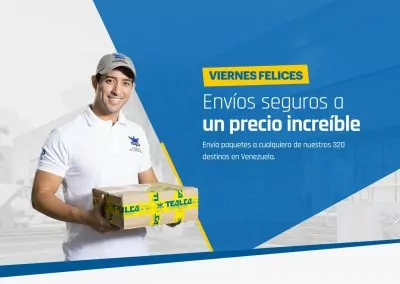 VIERNES FELICES
Envíos seguros a
un precio increíble
Envía paquetes a cualquiera de nuestros 320
destinos en Venezuela.
TEALCA
TEALCA